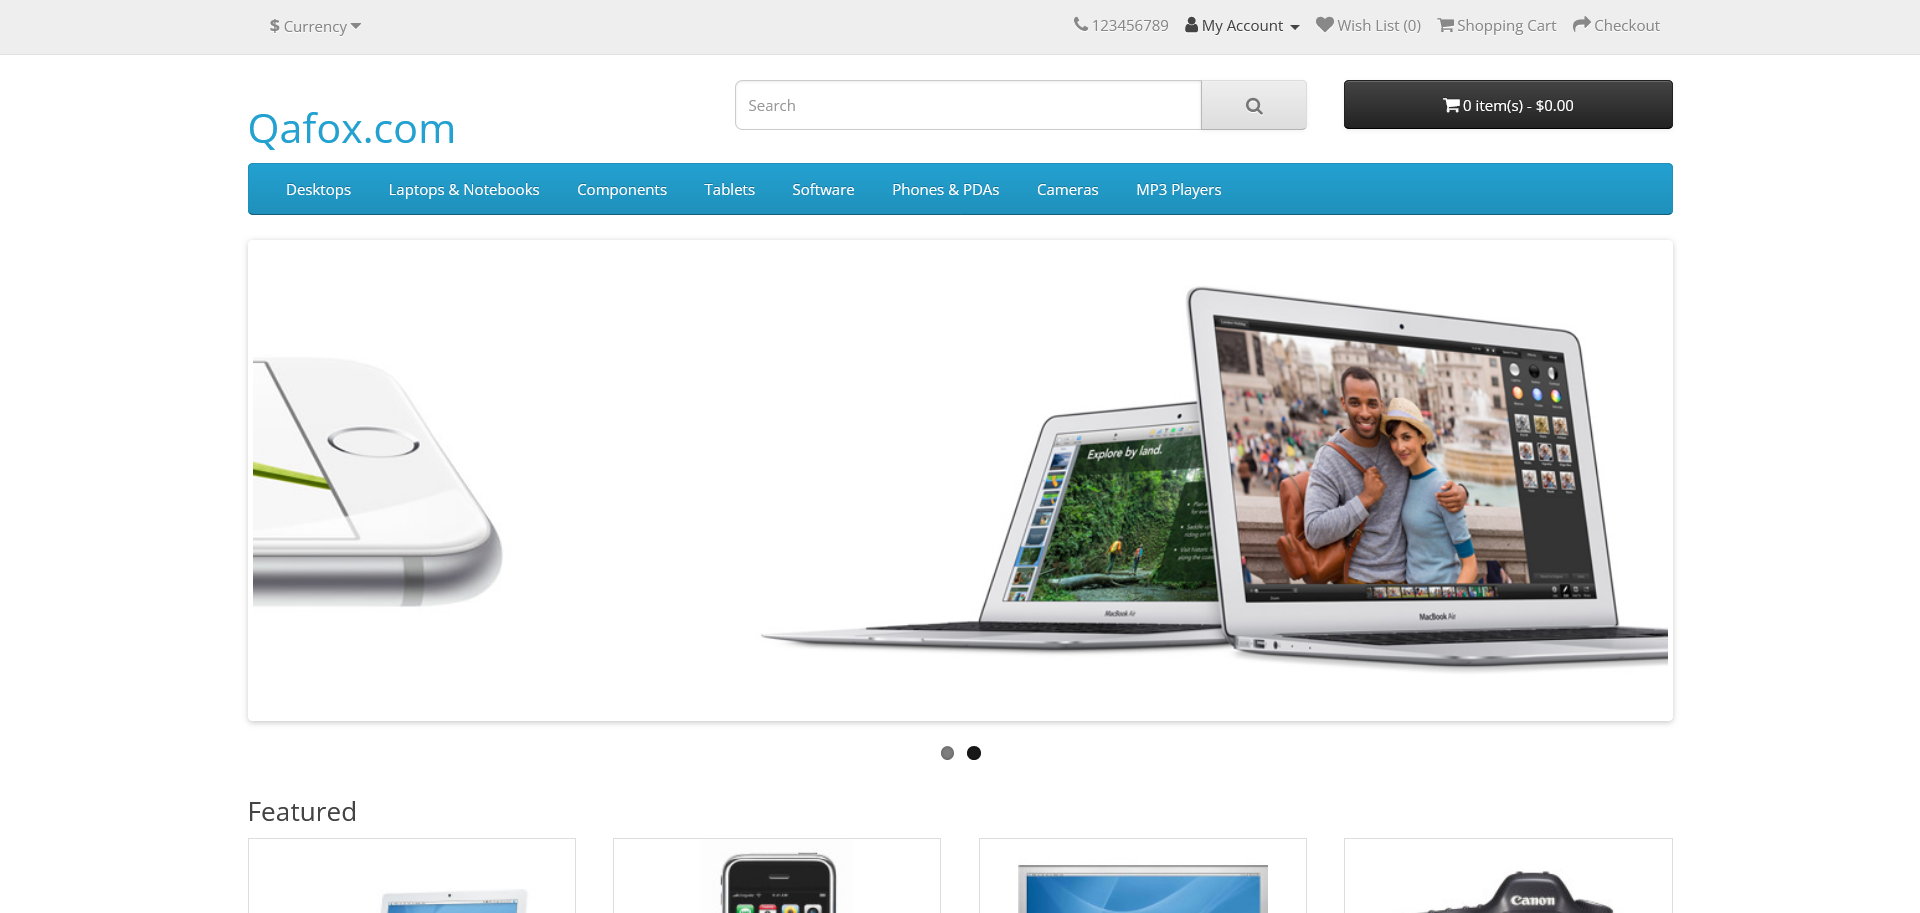 $ Currency
123456789 My Account Wish List (0) Shopping Cart Checkout
Search
0 item(s) - $0.00
Qafox.com
Desktops Laptops & Notebooks Components Tablets Software Phones & PDAs Cameras MP3 Players
Explore by land.
MacBook Air
MacBook Air
Featured
Canon